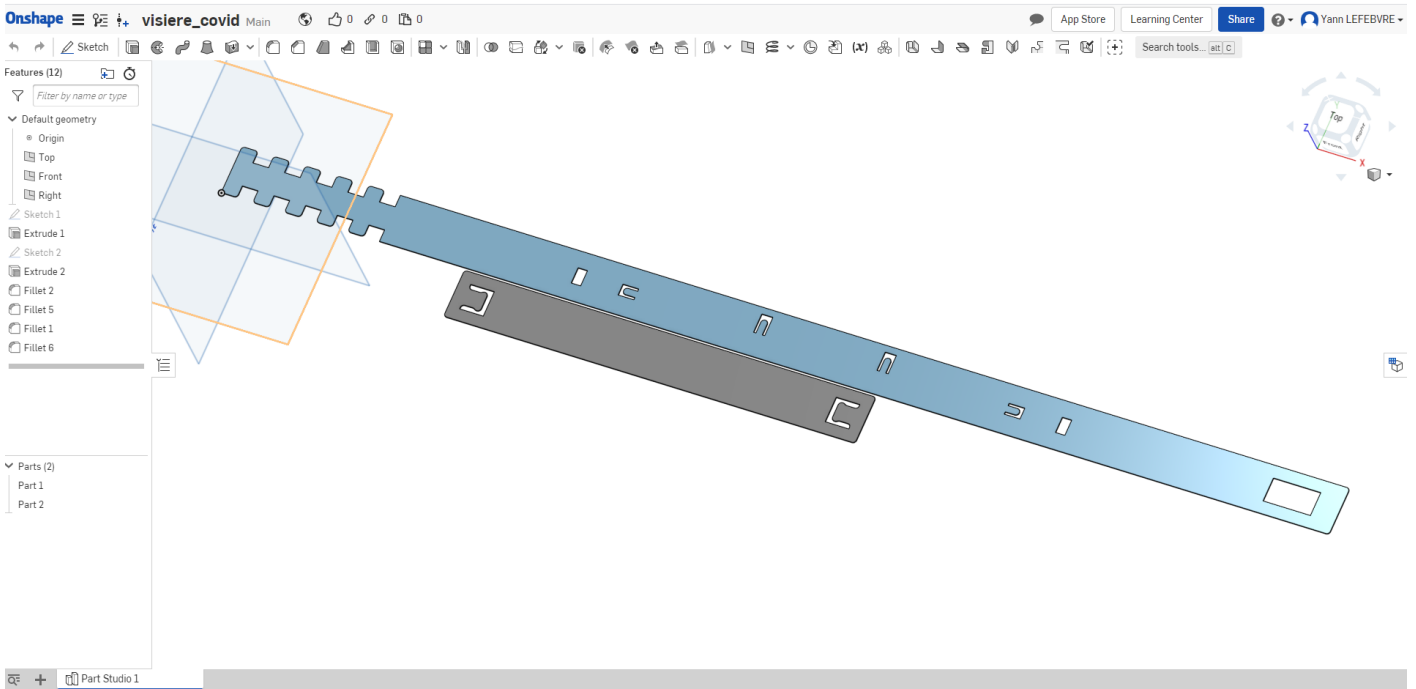 Onshape visiere_covid Main 0 0 0 App Store Learning Center Share Yann LEFEBVRE
Sketch Search tools... alt C
Features (12)
Filter by name or type
Default geometry
Origin
Top
Front
Right
Sketch 1
Extrude 1
Sketch 2
Extrude 2
Fillet 2
Fillet 5
Fillet 1
Fillet 6
Parts (2)
Part 1
Part 2
Top
Z
X
Part Studio 1